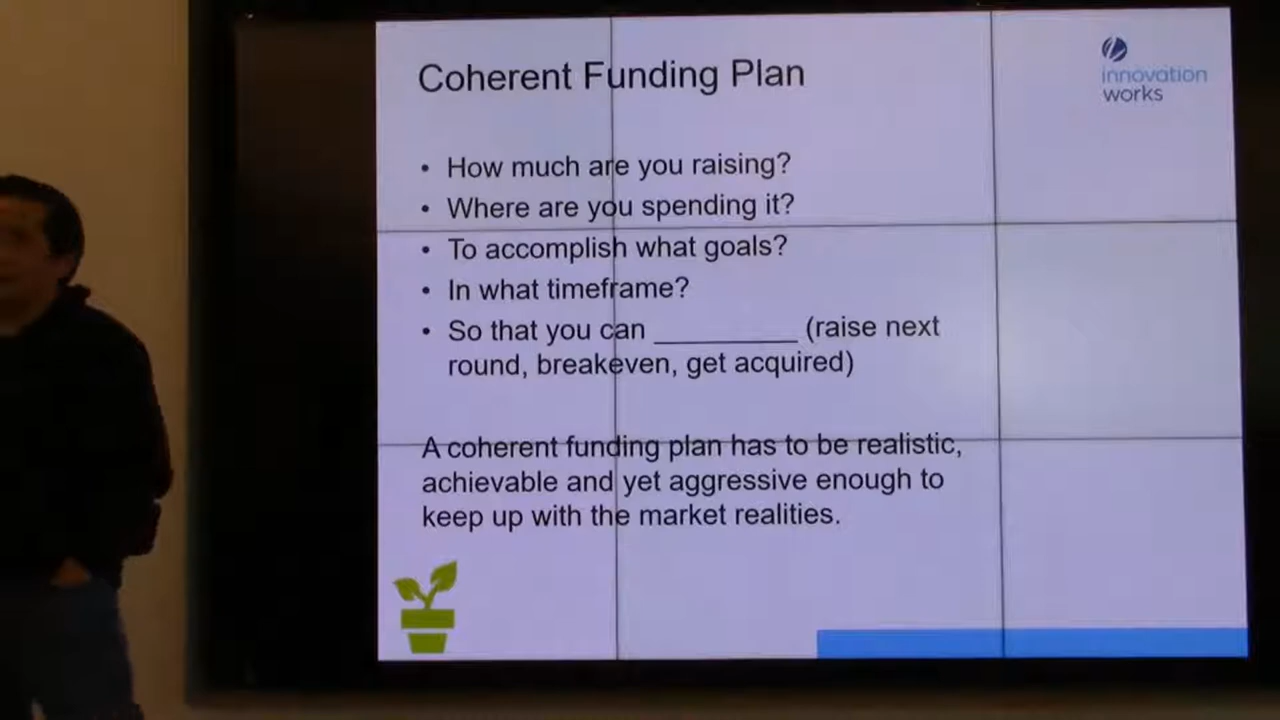 Coherent Funding Plan
innovation
works
• How much are you raising?
• Where are you spending it?
• To accomplish what goals?
• In what timeframe?
• So that you can __________ (raise next
round, breakeven, get acquired)
A coherent funding plan has to be realistic,
achievable and yet aggressive enough to
keep up with the market realities.